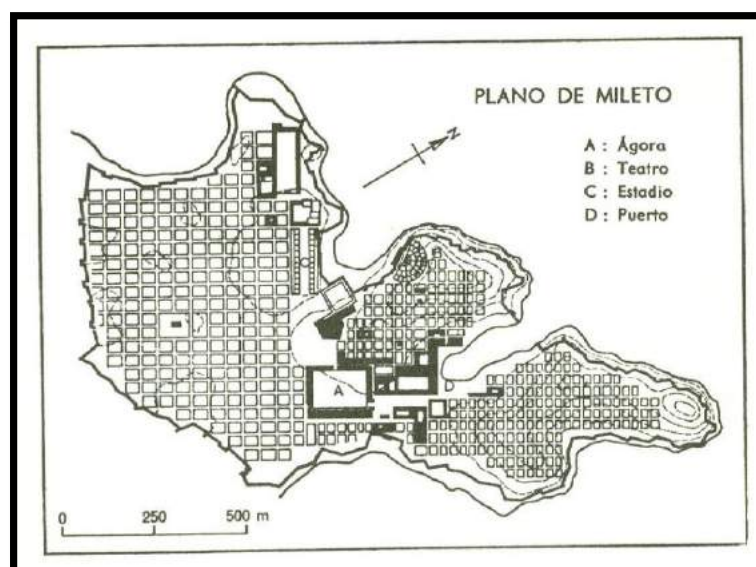 PLANO DE MILETO
N
A : Ágora
B : Teatro
C : Estadio
D : Puerto
B
C
A
D
0 250 500 m